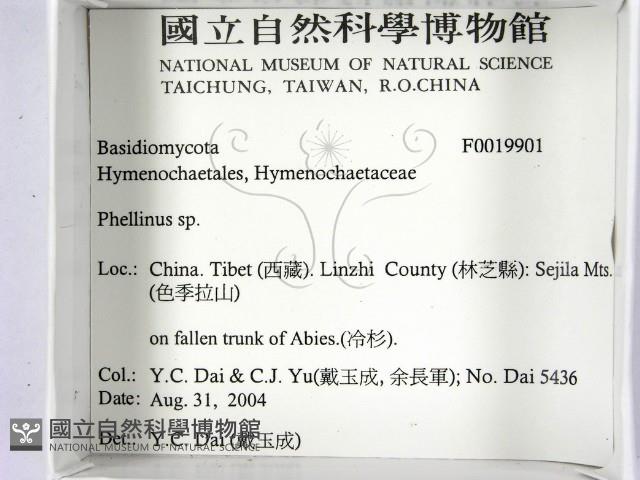 國立自然科學博物館
NATIONAL MUSEUM OF NATURAL SCIENCE
TAICHUNG, TAIWAN, R.O.CHINA
Basidiomycota F0019901
Hymenochaetales, Hymenochaetaceae
Phellinus sp.
Loc.: China. Tibet (西藏). Linzhi County (林芝縣): Sejila Mts.
(色季拉山)
on fallen trunk of Abies.(冷杉).
Col.: Y.C. Dai & C.J. Yu(戴玉成, 余長軍); No. Dai 5436
Date: Aug. 31, 2004
Det.: Y.C. Dai (戴玉成)
國立自然科學博物館
NATIONAL MUSEUM OF NATURAL SCIENCE